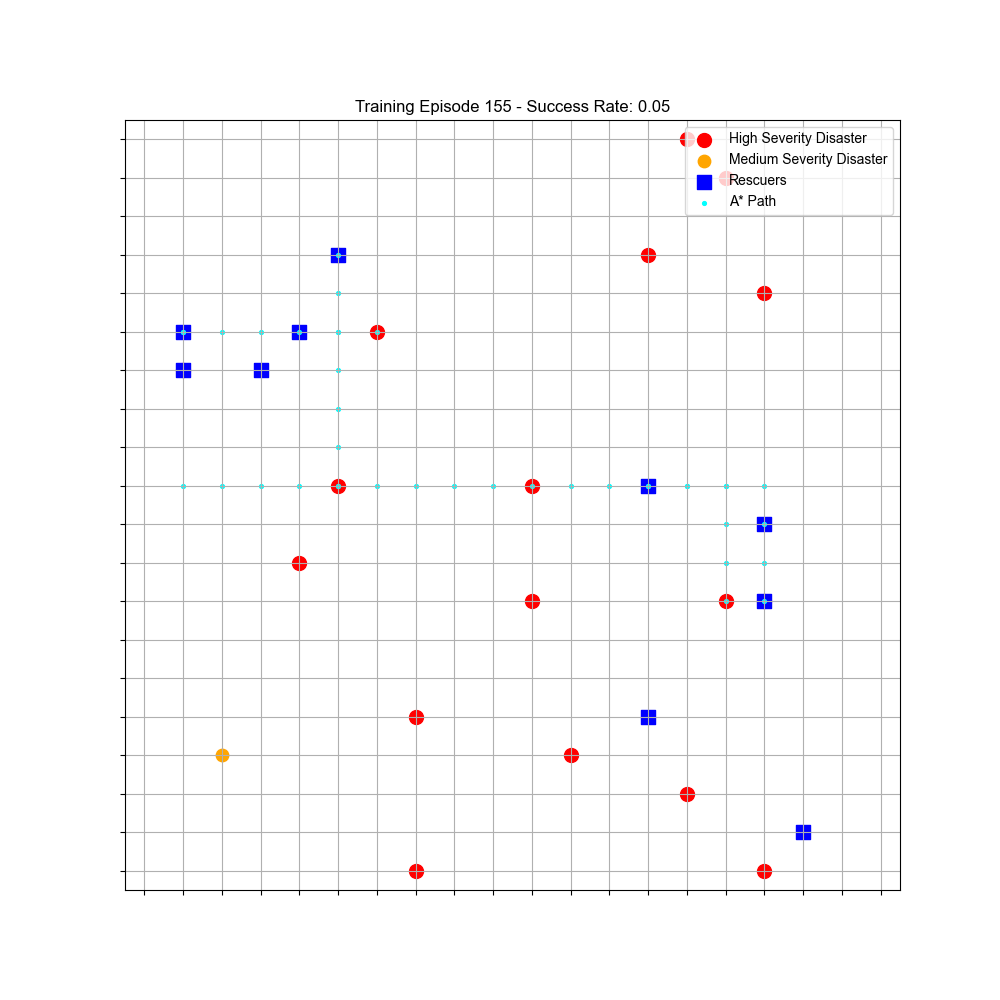 Training Episode 155 - Success Rate: 0.05
High Severity Disaster
Medium Severity Disaster
Rescuers
A* Path